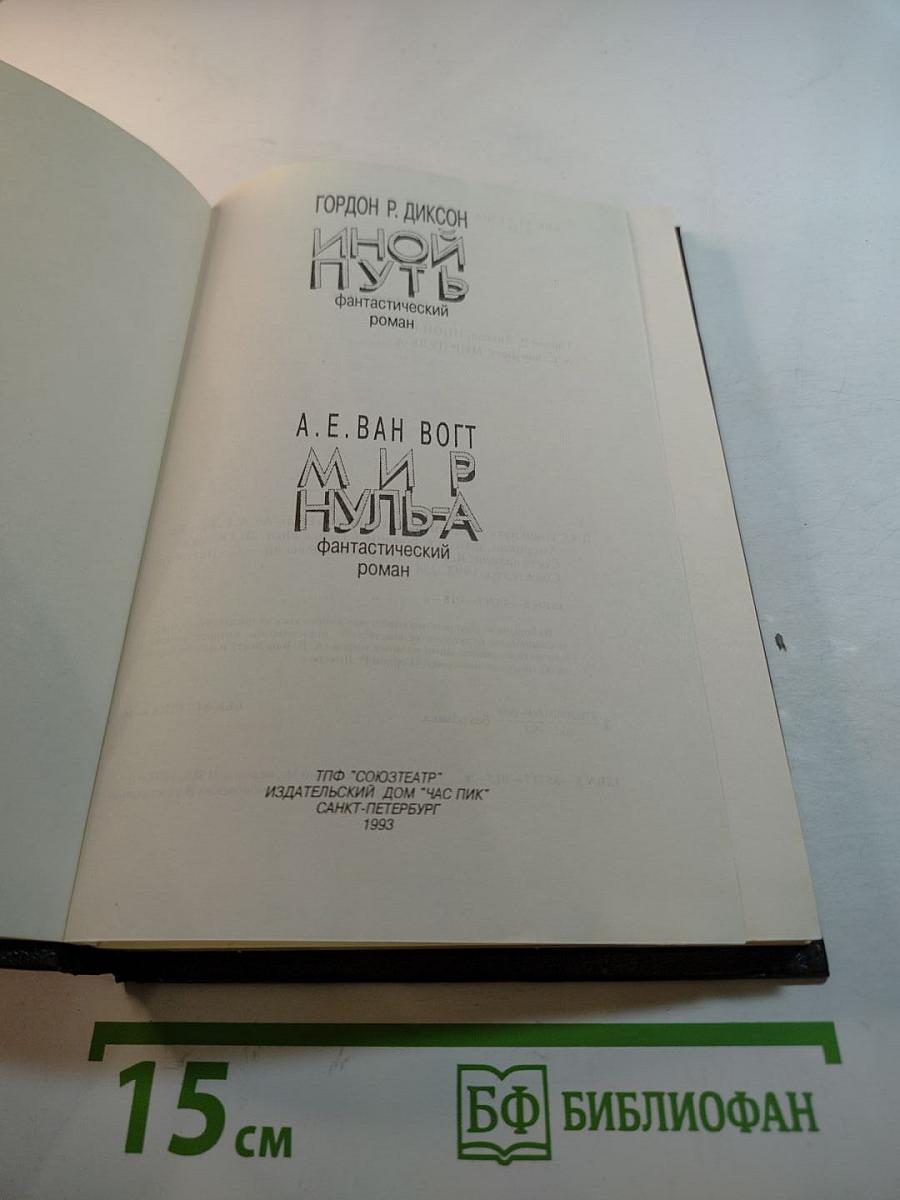 ГОРДОН Р. ДИКСОН
ИНОЙ
ПУТЬ
фантастический
роман
А. Е. ВАН ВОГТ
МИР
НУЛЬ-А
фантастический
роман
ТПФ "СОЮЗТЕАТР"
ИЗДАТЕЛЬСКИЙ ДОМ "ЧАС ПИК"
САНКТ-ПЕТЕРБУРГ
1993
15 см
БФ БИБЛИОФАН